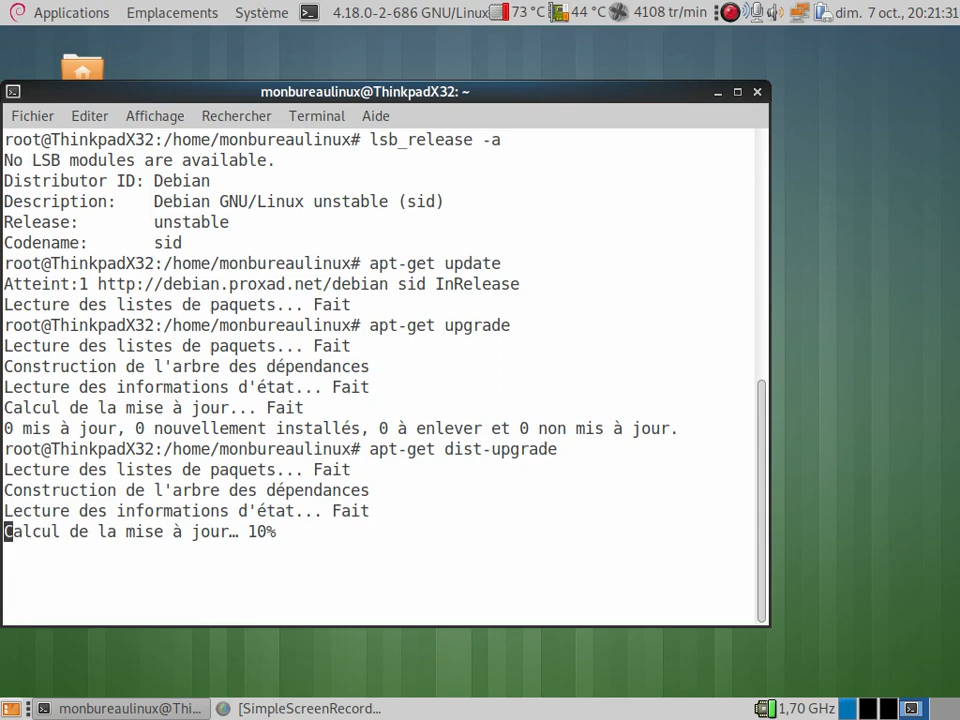 Applications Emplacements Système 4.18.0-2-686 GNU/Linux 73 °C 44 °C 4108 tr/min dim. 7 oct., 20:21:31
monbureaulinux@ThinkpadX32: ~
Fichier Editer Affichage Rechercher Terminal Aide
root@ThinkpadX32:/home/monbureaulinux# lsb_release -a
No LSB modules are available.
Distributor ID: Debian
Description: Debian GNU/Linux unstable (sid)
Release: unstable
Codename: sid
root@ThinkpadX32:/home/monbureaulinux# apt-get update
Atteint:1 http://debian.proxad.net/debian sid InRelease
Lecture des listes de paquets... Fait
root@ThinkpadX32:/home/monbureaulinux# apt-get upgrade
Lecture des listes de paquets... Fait
Construction de l'arbre des dépendances
Lecture des informations d'état... Fait
Calcul de la mise à jour... Fait
0 mis à jour, 0 nouvellement installés, 0 à enlever et 0 non mis à jour.
root@ThinkpadX32:/home/monbureaulinux# apt-get dist-upgrade
Lecture des listes de paquets... Fait
Construction de l'arbre des dépendances
Lecture des informations d'état... Fait
Calcul de la mise à jour… 10%
monbureaulinux@Thi... [SimpleScreenRecord... 1,70 GHz